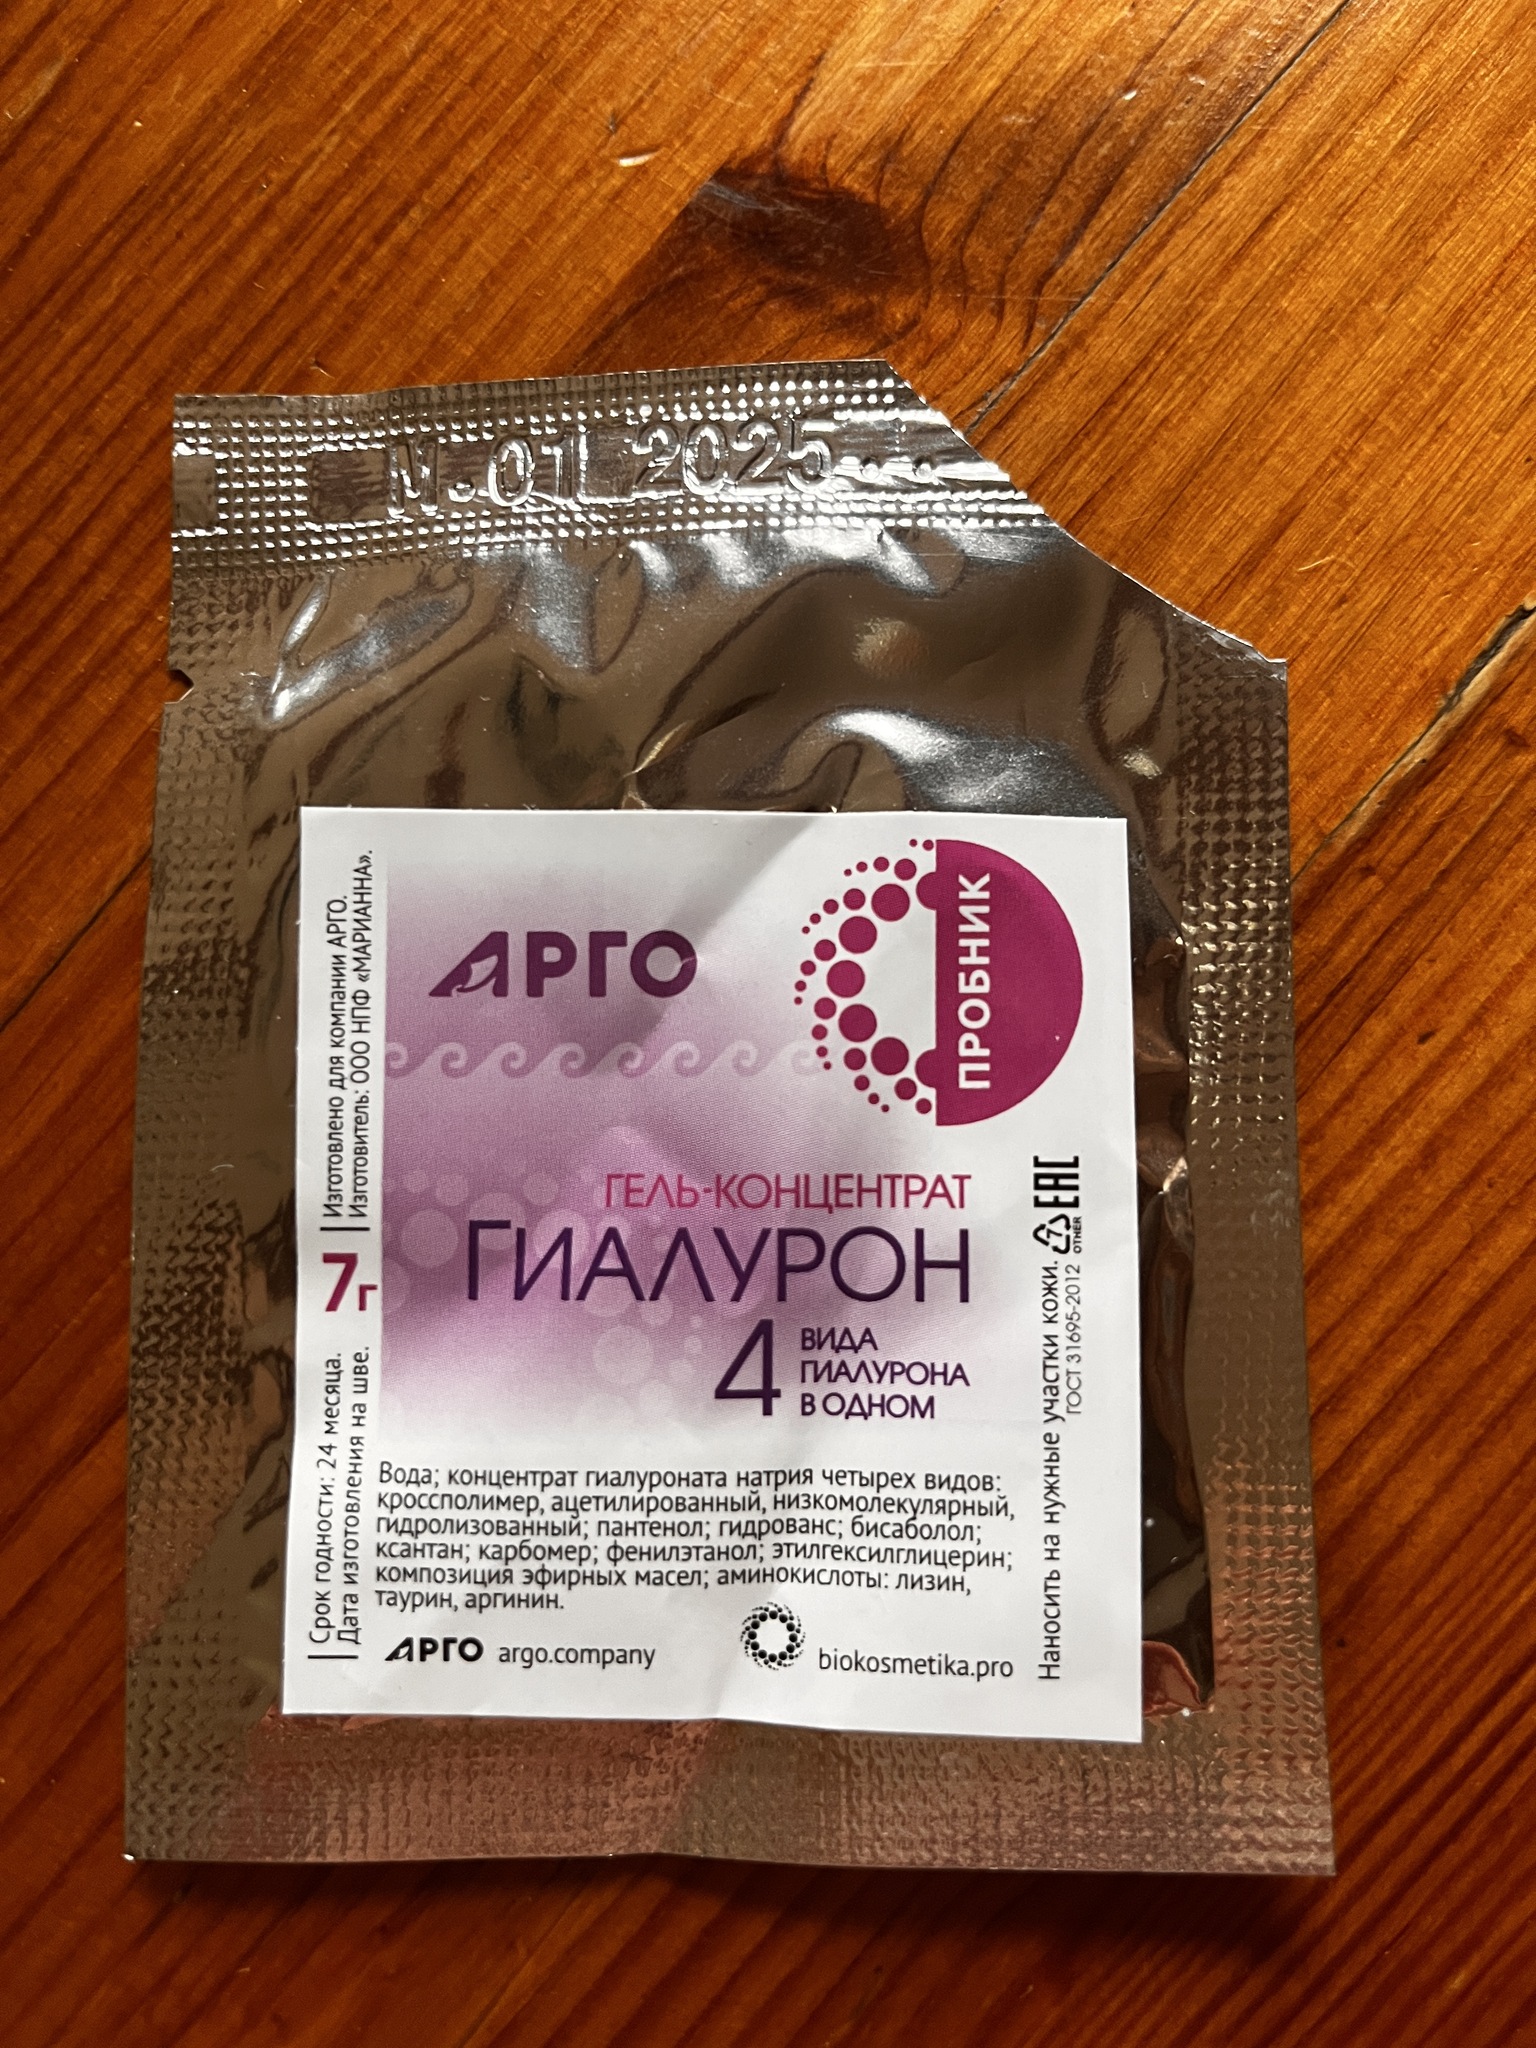 М.01 2025..
АРГО
ПРОБНИК
ГЕЛЬ-КОНЦЕНТРАТ
ГИАЛУРОН
4
ВИДА
ГИАЛУРОНА
В ОДНОМ
Вода; концентрат гиалуроната натрия четырех видов:
кроссполимер, ацетилированный, низкомолекулярный,
гидролизованный; пантенол; гидрованс; бисаболол;
ксантан; карбомер; фенилэтанол; этилгексилглицерин;
композиция эфирных масел; аминокислоты: лизин,
таурин, аргинин.
АРГО argo.company
biokosmetika.pro
Срок годности: 24 месяца.
Дата изготовления на шве.
7г
Изготовлено для компании АРГО.
Изготовитель: ООО НПФ «МАРИАННА».
Наносить на нужные участки кожи.
ГОСТ 31695-2012
OTHER
EAC